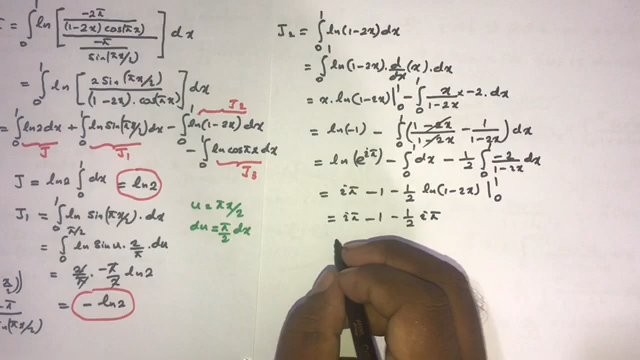 = ∫₀¹ ln [ (-2π / (1-2x) cos(πx)) / (-π / sin(πx/2)) ] dx
= ∫₀¹ ln [ 2 sin(πx/2) / (1-2x) . cos(πx) ] dx
= ∫₀¹ ln2 dx + ∫₀¹ ln sin(πx/2) dx - ∫₀¹ ln(1-2x) dx
J J₁ J₂
- ∫₀¹ ln cos πx dx
J₃
J = ln2 ∫₀¹ dx = ln2
J₁ = ∫₀¹ ln sin(πx/2) . dx
= ∫₀^{π/2} ln sin u . 2/π . du
= 2/π . -π/2 ln2
= - ln2
u = πx/2
du = π/2 dx
sin(πx/2)
J₂ = ∫₀¹ ln(1-2x) dx
= ∫₀¹ ln(1-2x) . d/dx (x) . dx
= x . ln(1-2x) |₀¹ - ∫₀¹ x/(1-2x) x -2 . dx
= ln(-1) - ∫₀¹ ( (1-2x)/(1-2x) - 1/(1-2x) ) dx
= ln(e^{iπ}) - ∫₀¹ dx - 1/2 ∫₀¹ -2/(1-2x) dx
= iπ - 1 - 1/2 ln(1-2x) |₀¹
= iπ - 1 - 1/2 iπ